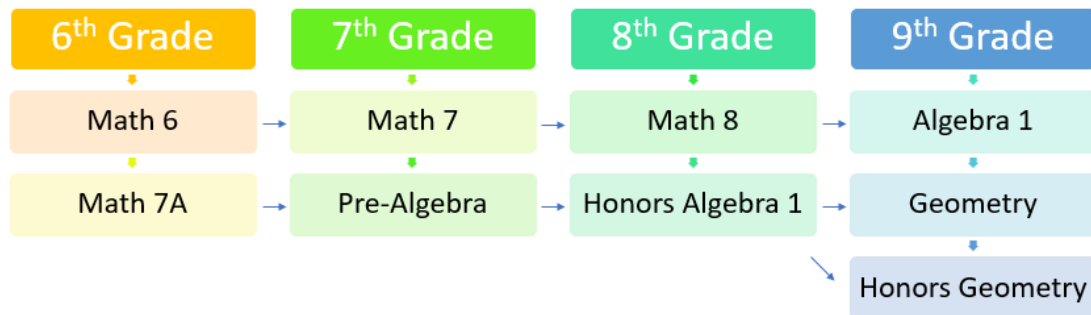 6th Grade 7th Grade 8th Grade 9th Grade
Math 6 Math 7 Math 8 Algebra 1
Math 7A Pre-Algebra Honors Algebra 1 Geometry
Honors Geometry